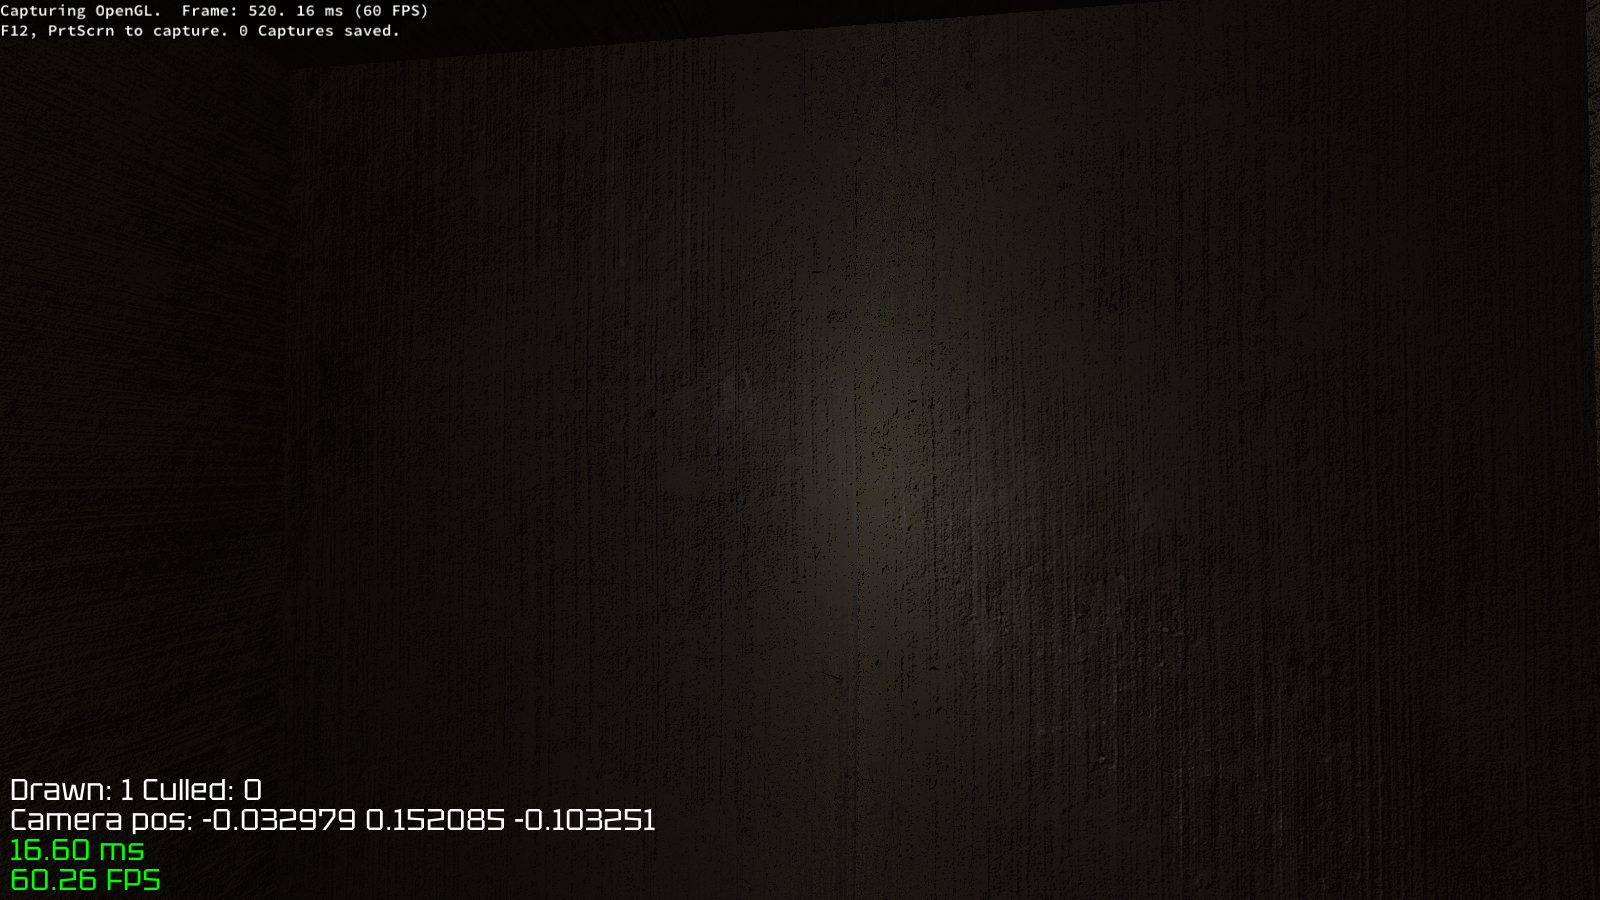 Capturing OpenGL.  Frame: 520. 16 ms (60 FPS)
F12, PrtScrn to capture. 0 Captures saved.
Drawn: 1 Culled: 0
Camera pos: -0.032979 0.152085 -0.103251
16.60 ms
60.26 FPS